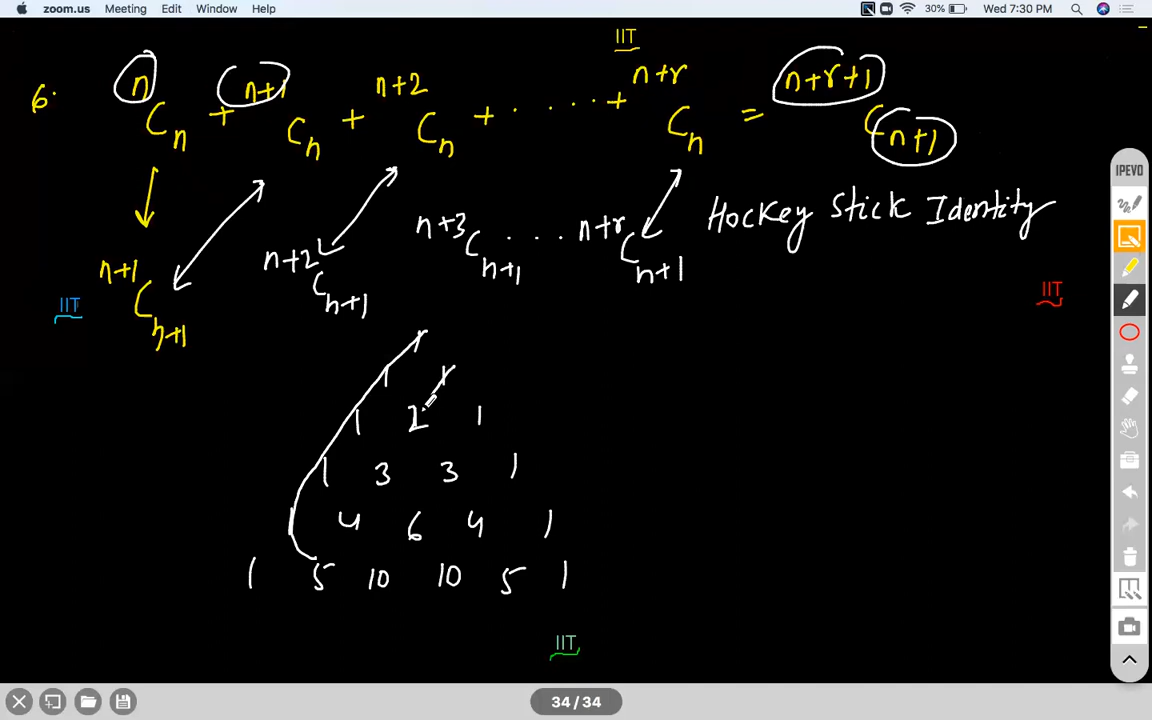 zoom.us Meeting Edit Window Help 30% Wed 7:30 PM
IIT
6. nCn + n+1Cn + n+2Cn + . . . . + n+rCn = n+r+1Cn+1
IPEVO
Hockey Stick Identity
n+1Cn+1 n+2Cn+1 n+3Cn+1 . . . n+rCn+1
IIT
IIT
1
1 1
1 2 1
1 3 3 1
1 4 6 4 1
1 5 10 10 5 1
IIT
34 / 34